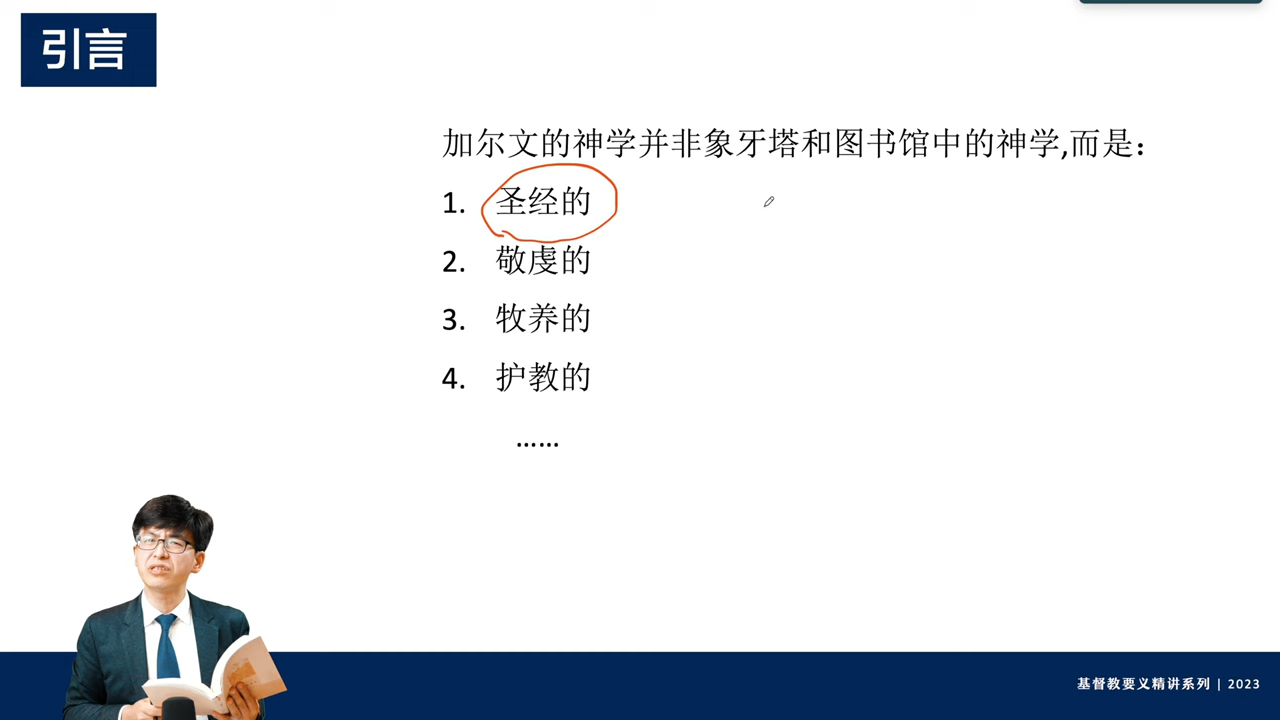 引言
加尔文的神学并非象牙塔和图书馆中的神学,而是：
1. 圣经的
2. 敬虔的
3. 牧养的
4. 护教的
……
基督教要义精讲系列 | 2023